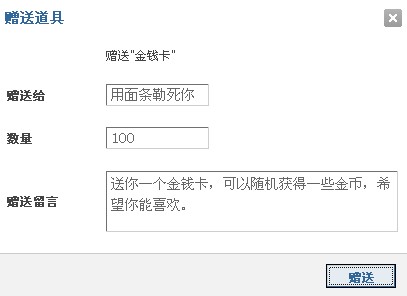 赠送道具
赠送"金钱卡"
赠送给 用面条勒死你
数量 100
赠送留言 送你一个金钱卡，可以随机获得一些金币，希
望你能喜欢。
赠送